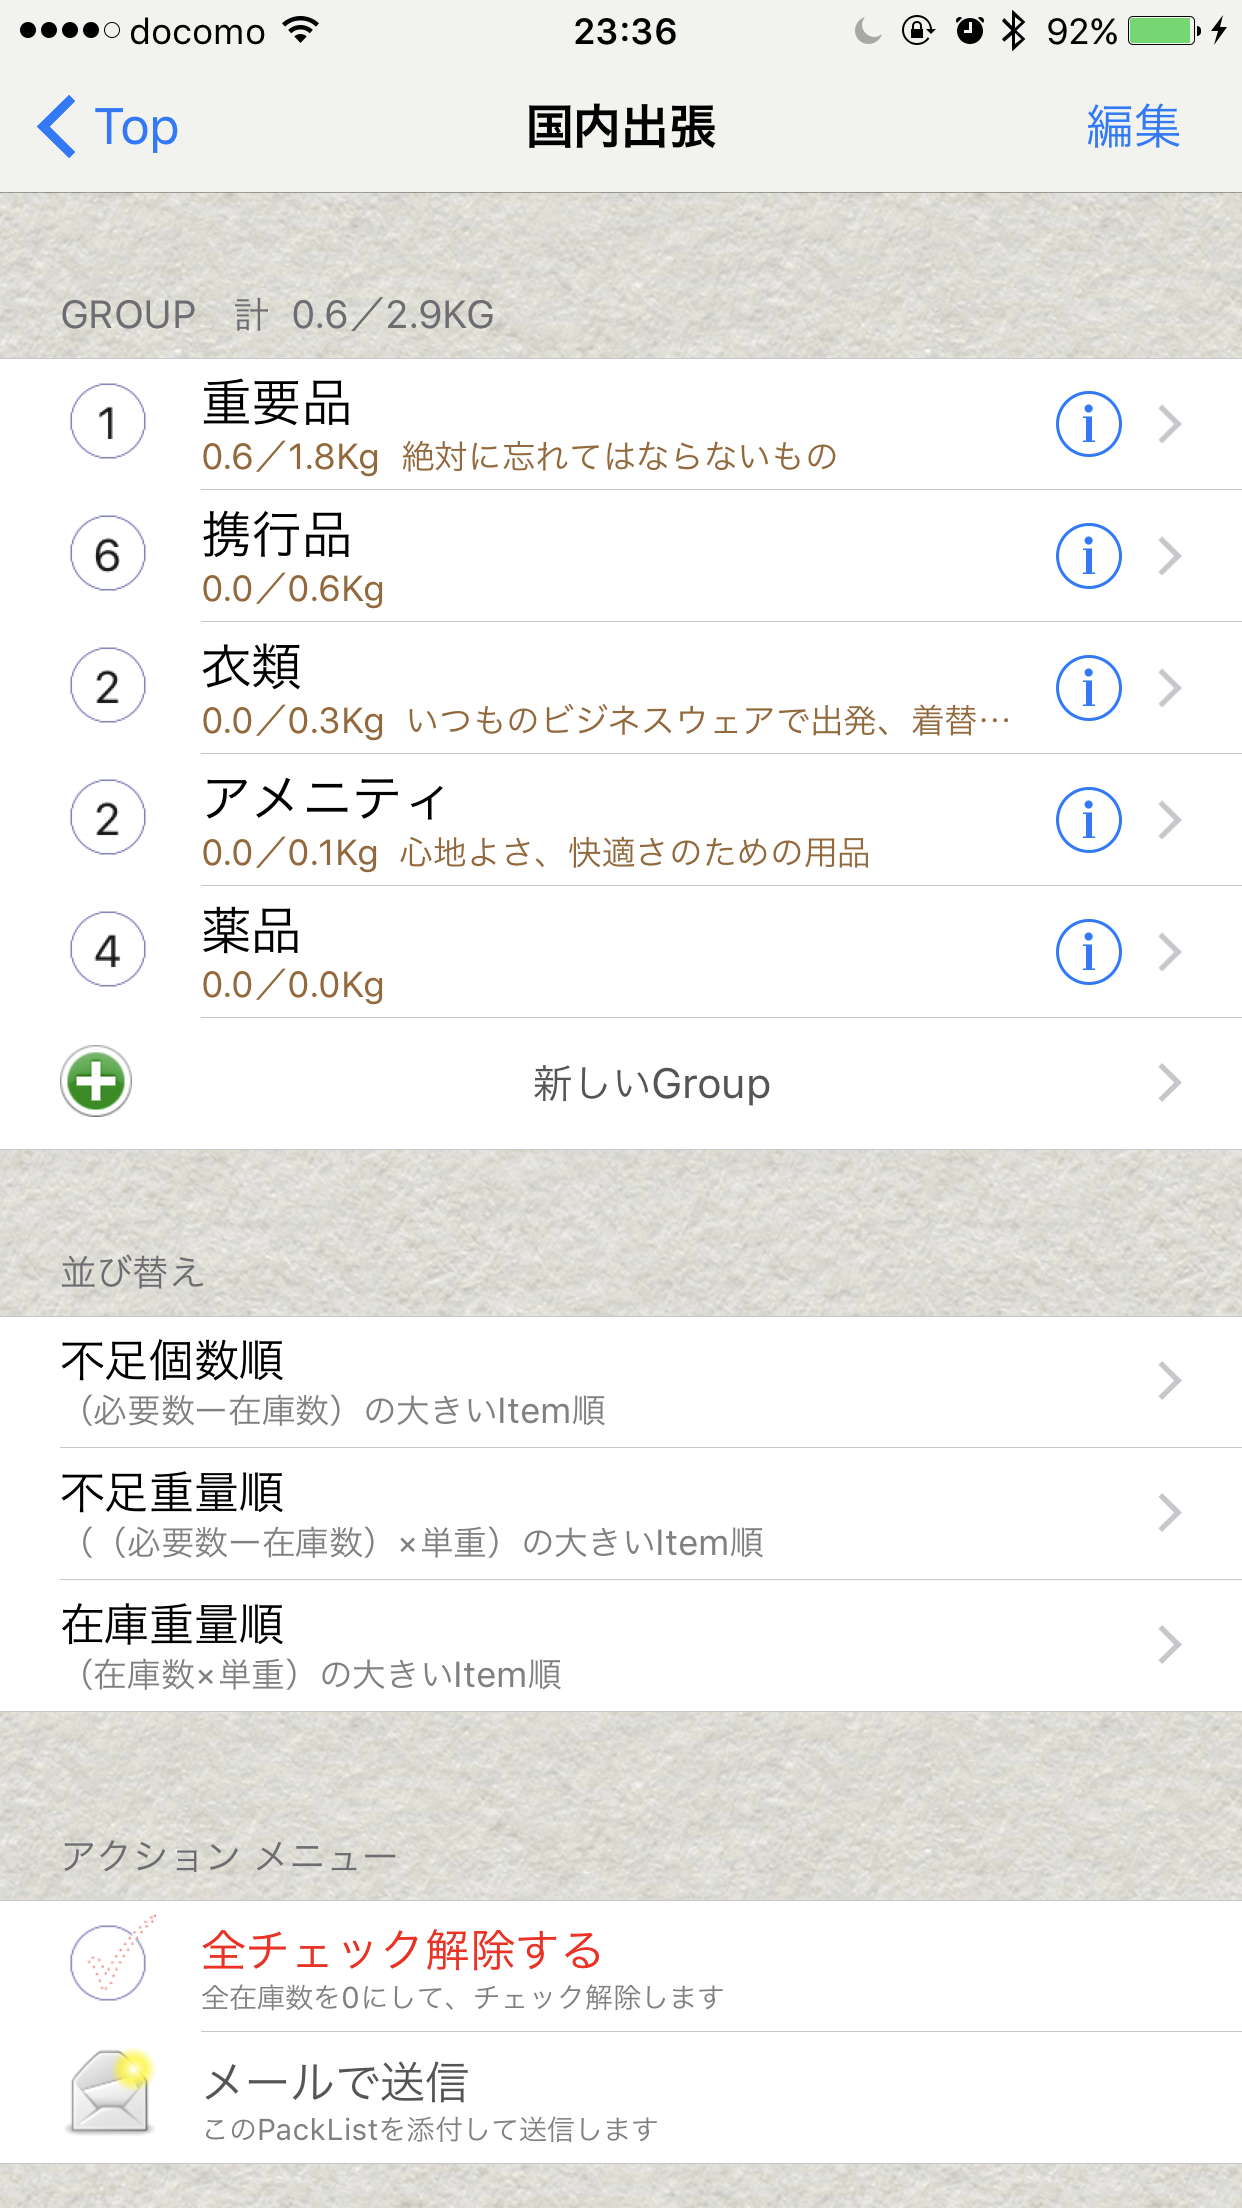 docomo 23:36 92%
Top 国内出張 編集
GROUP 計 0.6／2.9KG
1 重要品
0.6／1.8Kg 絶対に忘れてはならないもの
6 携行品
0.0／0.6Kg
2 衣類
0.0／0.3Kg いつものビジネスウェアで出発、着替…
2 アメニティ
0.0／0.1Kg 心地よさ、快適さのための用品
4 薬品
0.0／0.0Kg
新しいGroup
並び替え
不足個数順
（必要数ー在庫数）の大きいItem順
不足重量順
（（必要数ー在庫数）×単重）の大きいItem順
在庫重量順
（在庫数×単重）の大きいItem順
アクション メニュー
全チェック解除する
全在庫数を0にして、チェック解除します
メールで送信
このPackListを添付して送信します